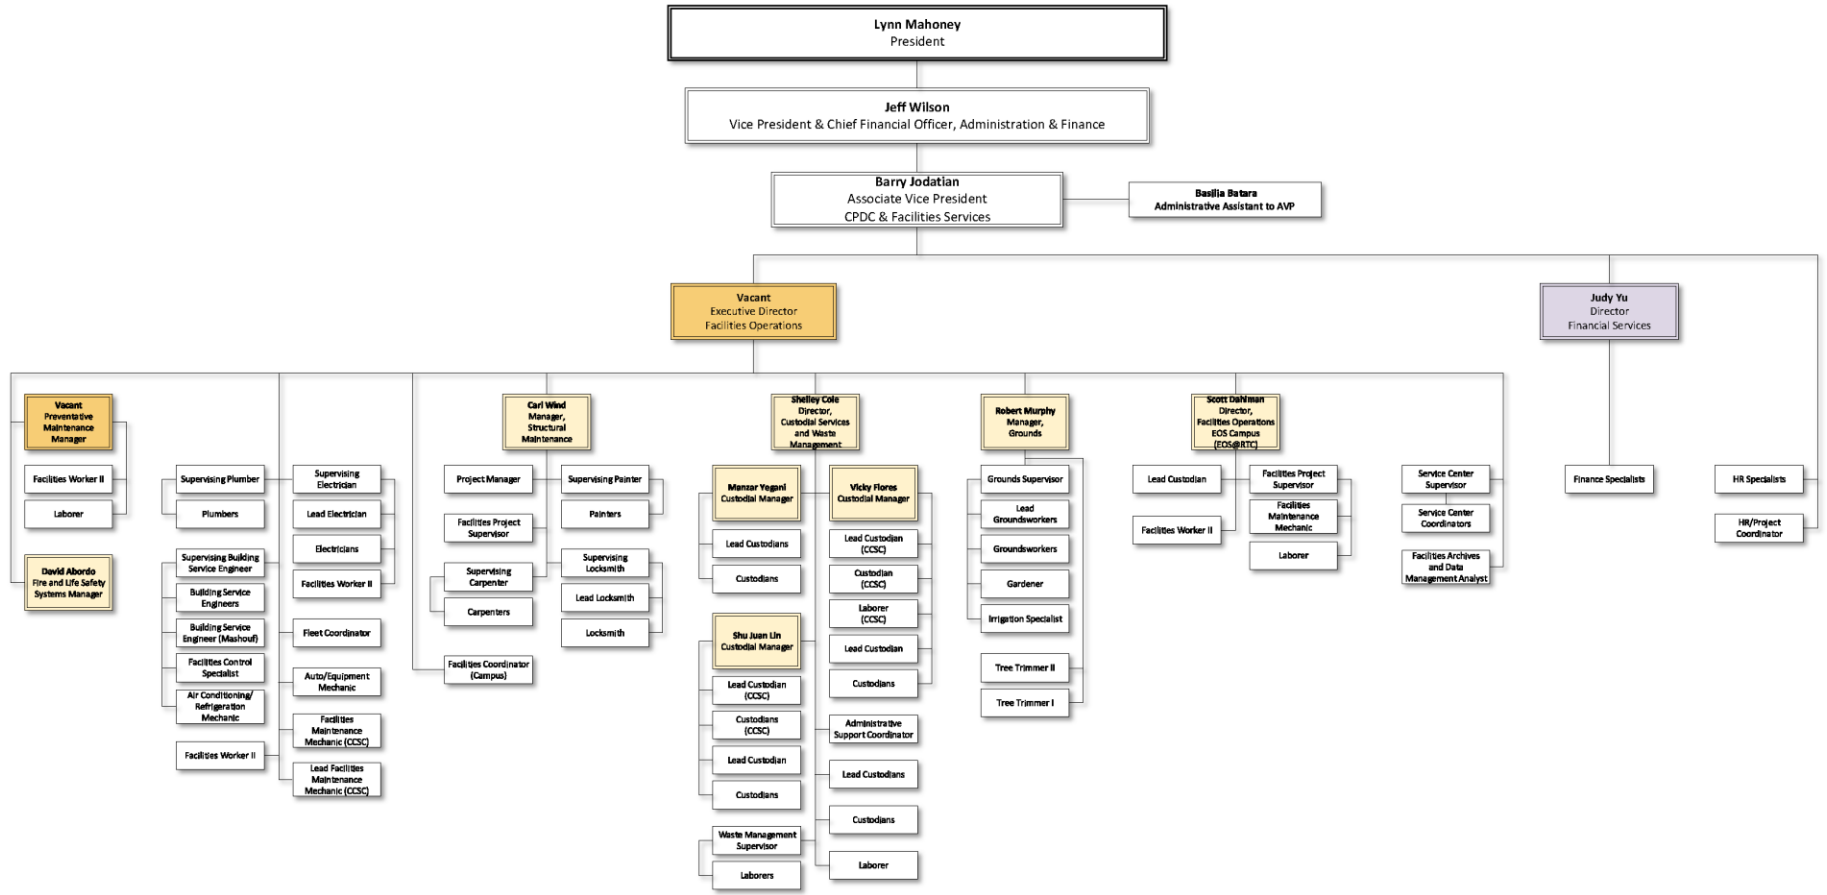 Lynn Mahoney
President
Jeff Wilson
Vice President & Chief Financial Officer, Administration & Finance
Barry Jodatian
Associate Vice President
CPDC & Facilities Services
Basilia Batara
Administrative Assistant to AVP
Vacant
Executive Director
Facilities Operations
Judy Yu
Director
Financial Services
Vacant
Preventative
Maintenance
Manager
Facilities Worker II
Laborer
David Abordo
Fire and Life Safety
Systems Manager
Supervising Plumber
Plumbers
Supervising Building
Service Engineer
Building Service
Engineers
Building Service
Engineer (Mashouf)
Facilities Control
Specialist
Air Conditioning/
Refrigeration
Mechanic
Facilities Worker II
Supervising
Electrician
Lead Electrician
Electricians
Facilities Worker II
Fleet Coordinator
Auto/Equipment
Mechanic
Facilities
Maintenance
Mechanic (CCSC)
Lead Facilities
Maintenance
Mechanic (CCSC)
Carl Wind
Manager,
Structural
Maintenance
Project Manager
Facilities Project
Supervisor
Supervising
Carpenter
Carpenters
Facilities Coordinator
(Campus)
Supervising Painter
Painters
Supervising
Locksmith
Lead Locksmith
Locksmith
Shelley Cole
Director,
Custodial Services
and Waste
Management
Manzar Yegani
Custodial Manager
Lead Custodians
Custodians
Shu Juan Lin
Custodial Manager
Lead Custodian
(CCSC)
Custodians
(CCSC)
Lead Custodian
Custodians
Waste Management
Supervisor
Laborers
Vicky Flores
Custodial Manager
Lead Custodian
(CCSC)
Custodian
(CCSC)
Laborer
(CCSC)
Lead Custodian
Custodians
Administrative
Support Coordinator
Lead Custodians
Custodians
Laborer
Robert Murphy
Manager,
Grounds
Grounds Supervisor
Lead
Groundsworkers
Groundsworkers
Gardener
Irrigation Specialist
Tree Trimmer II
Tree Trimmer I
Scott Dahlman
Director,
Facilities Operations
EOS Campus
(EOS@RTC)
Lead Custodian
Facilities Worker II
Facilities Project
Supervisor
Facilities
Maintenance
Mechanic
Laborer
Service Center
Supervisor
Service Center
Coordinators
Facilities Archives
and Data
Management Analyst
Finance Specialists
HR Specialists
HR/Project
Coordinator